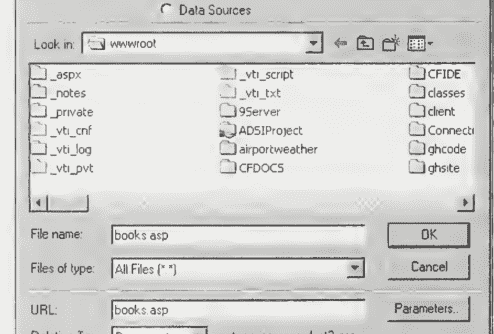 Data Sources
Look in: wwwroot
_aspx _vti_script CFIDE
_notes _vti_txt classes
_private 9Server client
_vti_cnf ADSIProject
_vti_log airportweather ghcode
_vti_pvt CFDOCS ghsite
File name: books.asp OK
Files of type: All Files (*.*) Cancel
URL: books.asp Parameters...